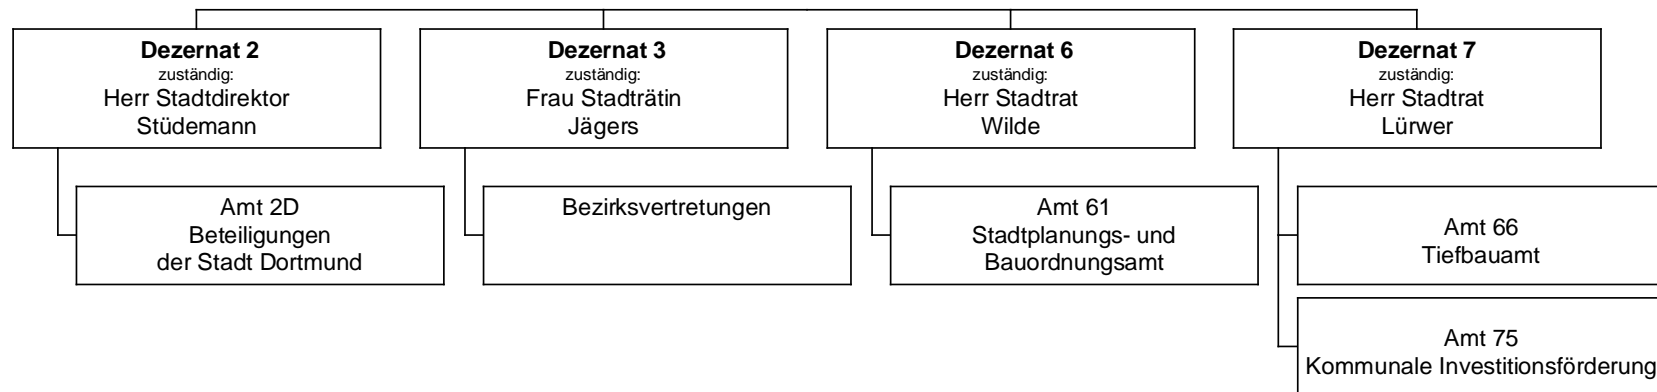 Dezernat 2
zuständig:
Herr Stadtdirektor
Stüdemann
Dezernat 3
zuständig:
Frau Stadträtin
Jägers
Dezernat 6
zuständig:
Herr Stadtrat
Wilde
Dezernat 7
zuständig:
Herr Stadtrat
Lürwer
Amt 2D
Beteiligungen
der Stadt Dortmund
Bezirksvertretungen
Amt 61
Stadtplanungs- und
Bauordnungsamt
Amt 66
Tiefbauamt
Amt 75
Kommunale Investitionsförderung